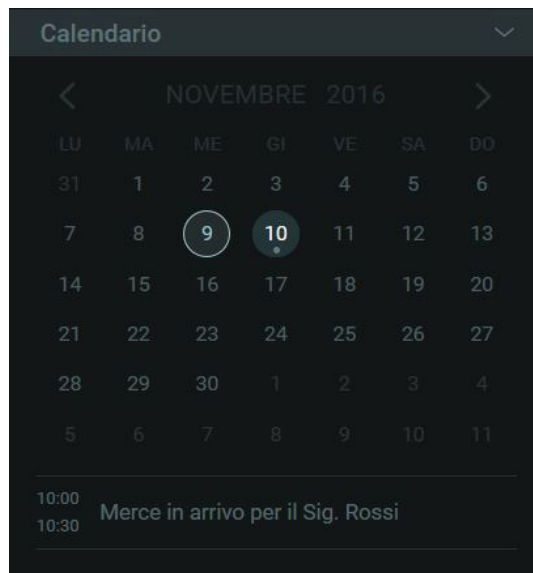 Calendario
NOVEMBRE 2016
LU MA ME GI VE SA DO
31 1 2 3 4 5 6
7 8 9 10 11 12 13
14 15 16 17 18 19 20
21 22 23 24 25 26 27
28 29 30 1 2 3 4
5 6 7 8 9 10 11
10:00
10:30
Merce in arrivo per il Sig. Rossi